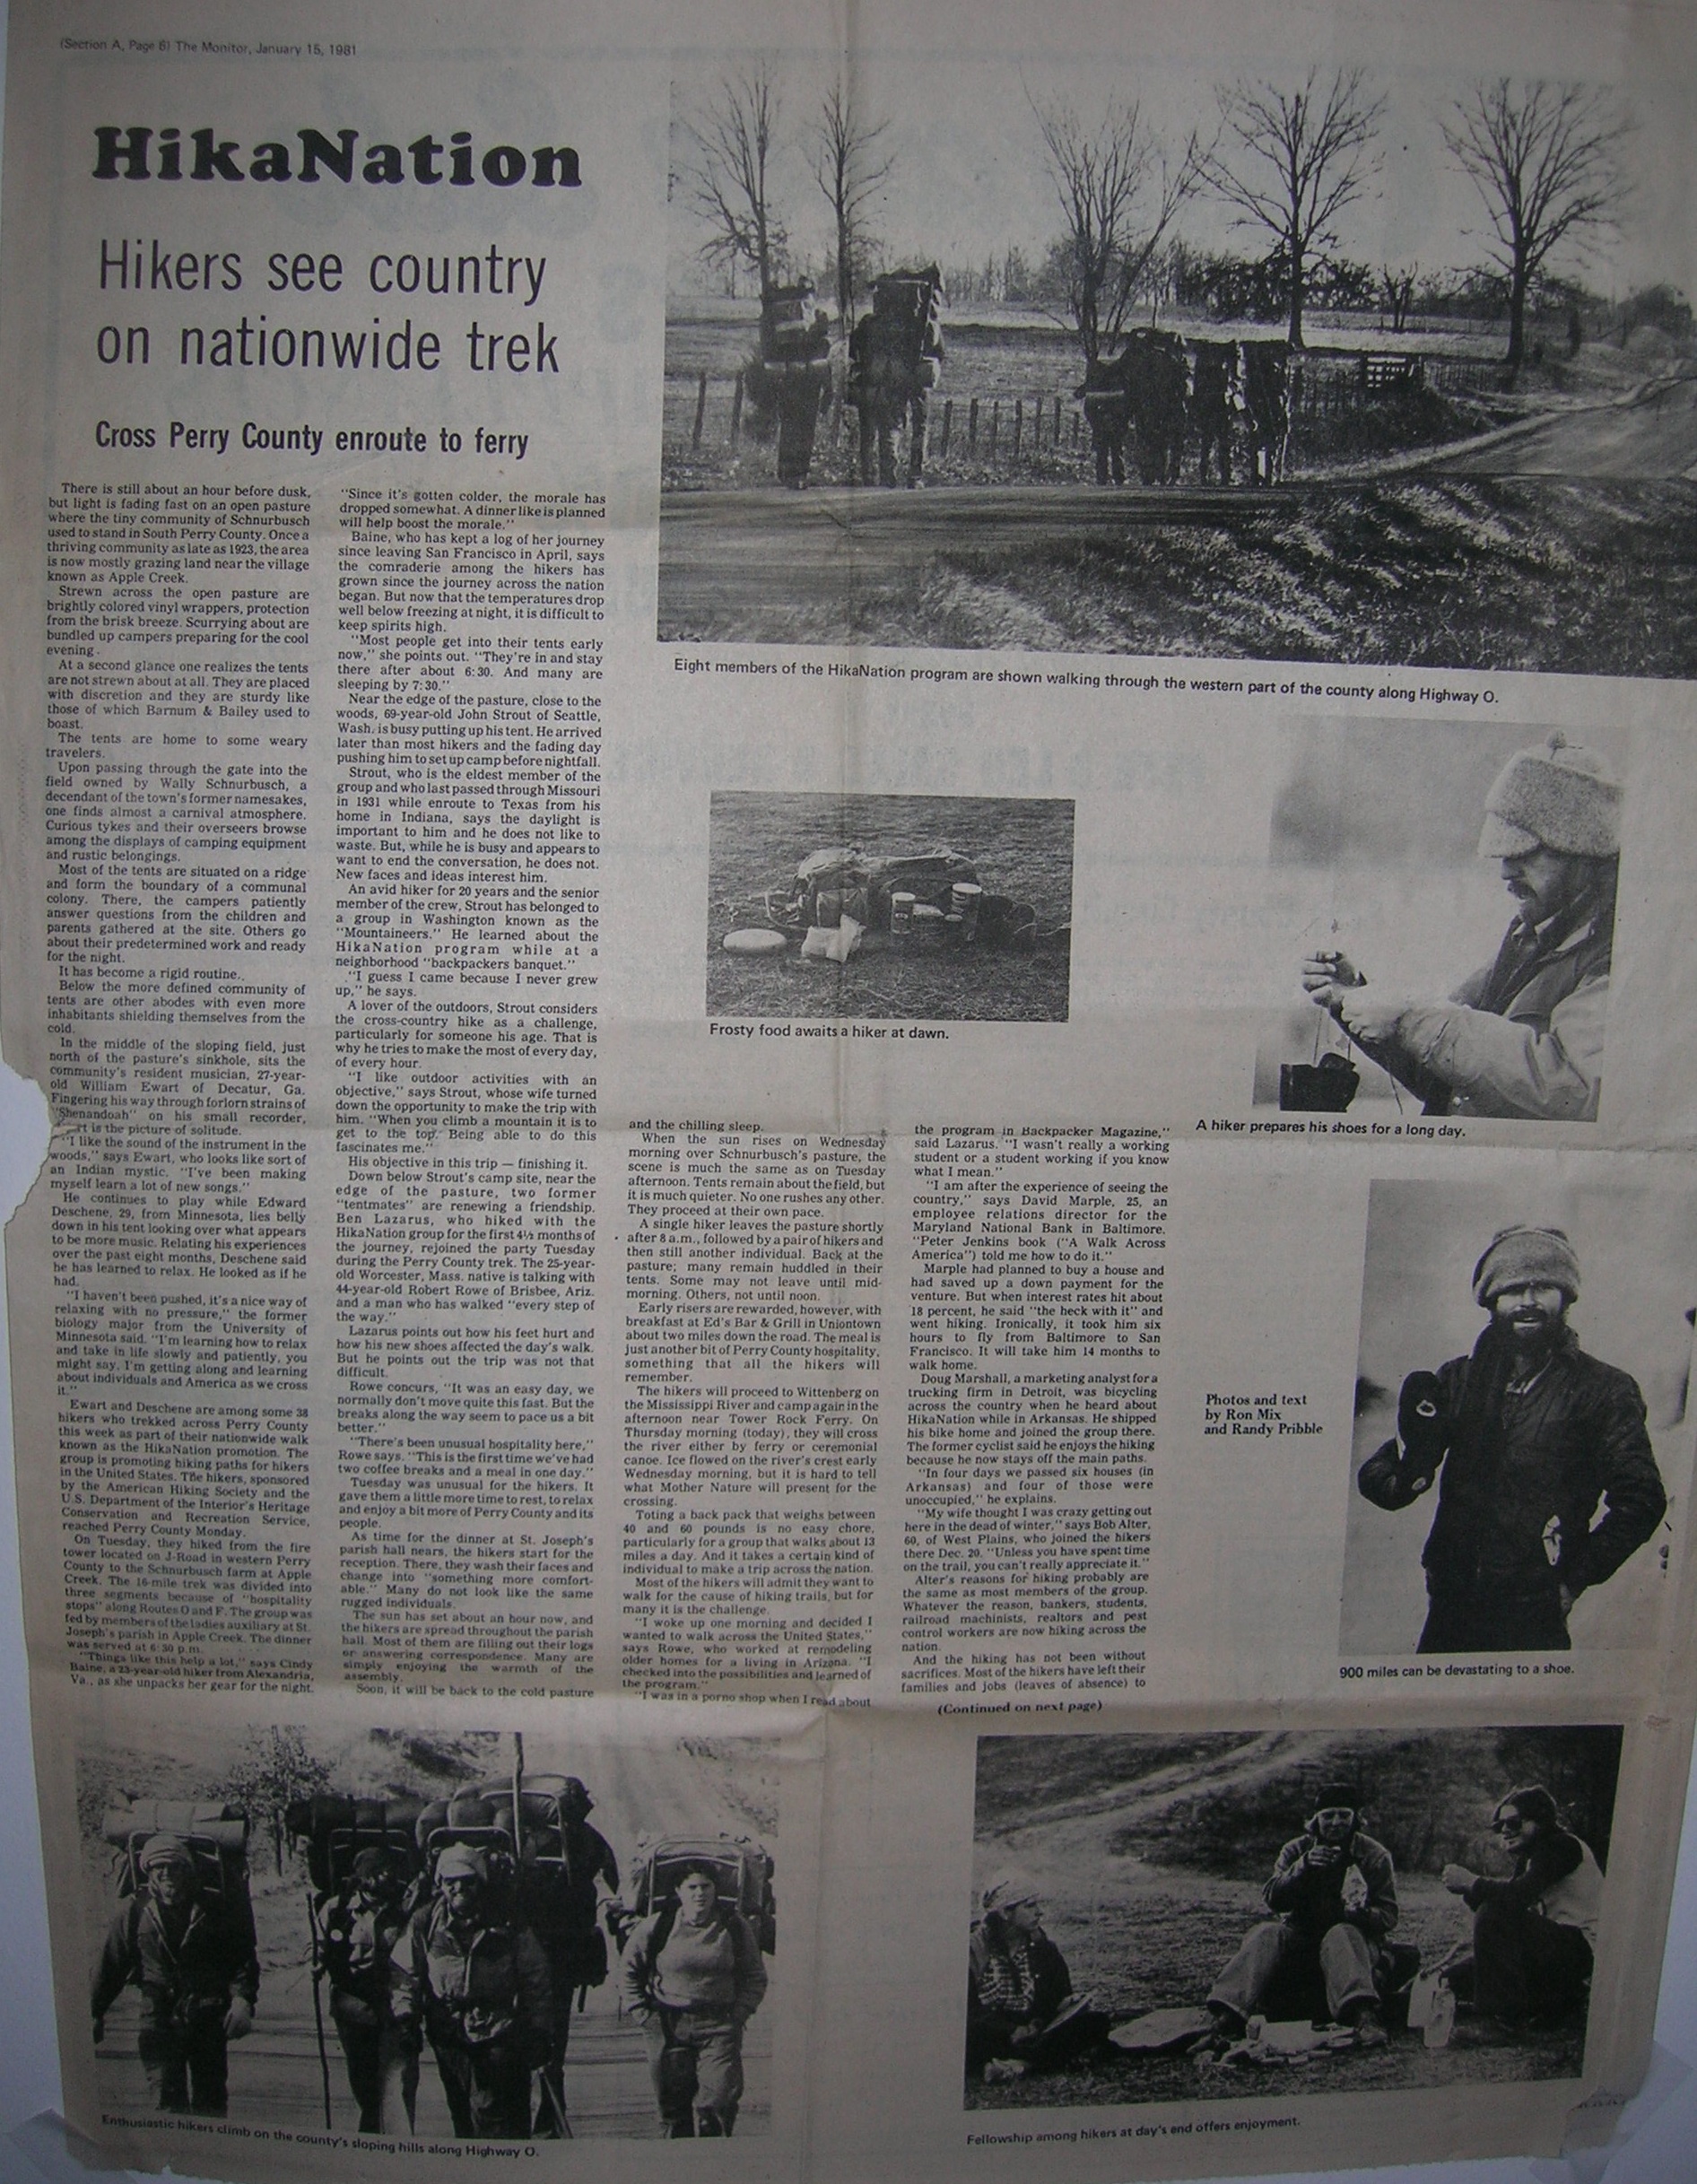 (Section A, Page 6) The Monitor, January 15, 1981
HikaNation
Hikers see country
on nationwide trek
Cross Perry County enroute to ferry
There is still about an hour before dusk,
but light is fading fast on an open pasture
where the tiny community of Schnurbusch
used to stand in South Perry County. Once a
thriving community as late as 1923, the area
is now mostly grazing land near the village
known as Apple Creek.
Strewn across the open pasture are
brightly colored vinyl wrappers, protection
from the brisk breeze. Scurrying about are
bundled up campers preparing for the cool
evening.
At a second glance one realizes the tents
are not strewn about at all. They are placed
with discretion and they are sturdy like
those of which Barnum & Bailey used to
boast.
The tents are home to some weary
travelers.
Upon passing through the gate into the
field owned by Wally Schnurbusch, a
decendant of the town's former namesakes,
one finds almost a carnival atmosphere.
Curious tykes and their overseers browse
among the displays of camping equipment
and rustic belongings.
Most of the tents are situated on a ridge
and form the boundary of a communal
colony. There, the campers patiently
answer questions from the children and
parents gathered at the site. Others go
about their predetermined work and ready
for the night.
It has become a rigid routine.
Below the more defined community of
tents are other abodes with even more
inhabitants shielding themselves from the
cold.
In the middle of the sloping field, just
north of the pasture's sinkhole, sits the
community's resident musician, 27-year-
old William Ewart of Decatur, Ga.
Fingering his way through forlorn strains of
"Shenandoah" on his small recorder,
rt is the picture of solitude.
"I like the sound of the instrument in the
woods," says Ewart, who looks like sort of
an Indian mystic. "I've been making
myself learn a lot of new songs."
He continues to play while Edward
Deschene, 29, from Minnesota, lies belly
down in his tent looking over what appears
to be more music. Relating his experiences
over the past eight months, Deschene said
he has learned to relax. He looked as if he
had.
"I haven't been pushed, it's a nice way of
relaxing with no pressure," the former
biology major from the University of
Minnesota said. "I'm learning how to relax
and take in life slowly and patiently, you
might say. I'm getting along and learning
about individuals and America as we cross
it."
Ewart and Deschene are among some 38
hikers who trekked across Perry County
this week as part of their nationwide walk
known as the HikaNation promotion. The
group is promoting hiking paths for hikers
in the United States. The hikers, sponsored
by the American Hiking Society and the
U.S. Department of the Interior's Heritage
Conservation and Recreation Service,
reached Perry County Monday.
On Tuesday, they hiked from the fire
tower located on J-Road in western Perry
County to the Schnurbusch farm at Apple
Creek. The 16-mile trek was divided into
three segments because of "hospitality
stops" along Routes O and F. The group was
fed by members of the ladies auxiliary at St.
Joseph's parish in Apple Creek. The dinner
was served at 6:30 p.m.
"Things like this help a lot," says Cindy
Baine, a 23-year-old hiker from Alexandria,
Va., as she unpacks her gear for the night.
"Since it's gotten colder, the morale has
dropped somewhat. A dinner like is planned
will help boost the morale."
Baine, who has kept a log of her journey
since leaving San Francisco in April, says
the comraderie among the hikers has
grown since the journey across the nation
began. But now that the temperatures drop
well below freezing at night, it is difficult to
keep spirits high.
"Most people get into their tents early
now," she points out. "They're in and stay
there after about 6:30. And many are
sleeping by 7:30."
Near the edge of the pasture, close to the
woods, 69-year-old John Strout of Seattle,
Wash. is busy putting up his tent. He arrived
later than most hikers and the fading day
pushing him to set up camp before nightfall.
Strout, who is the eldest member of the
group and who last passed through Missouri
in 1931 while enroute to Texas from his
home in Indiana, says the daylight is
important to him and he does not like to
waste. But, while he is busy and appears to
want to end the conversation, he does not.
New faces and ideas interest him.
An avid hiker for 20 years and the senior
member of the crew, Strout has belonged to
a group in Washington known as the
"Mountaineers." He learned about the
HikaNation program while at a
neighborhood "backpackers banquet."
"I guess I came because I never grew
up," he says.
A lover of the outdoors, Strout considers
the cross-country hike as a challenge,
particularly for someone his age. That is
why he tries to make the most of every day,
of every hour.
"I like outdoor activities with an
objective," says Strout, whose wife turned
down the opportunity to make the trip with
him. "When you climb a mountain it is to
get to the top. Being able to do this
fascinates me."
His objective in this trip — finishing it.
Down below Strout's camp site, near the
edge of the pasture, two former
"tentmates" are renewing a friendship.
Ben Lazarus, who hiked with the
HikaNation group for the first 4½ months of
the journey, rejoined the party Tuesday
during the Perry County trek. The 25-year-
old Worcester, Mass. native is talking with
44-year-old Robert Rowe of Brisbee, Ariz.
and a man who has walked "every step of
the way."
Lazarus points out how his feet hurt and
how his new shoes affected the day's walk.
But he points out the trip was not that
difficult.
Rowe concurs, "It was an easy day, we
normally don't move quite this fast. But the
breaks along the way seem to pace us a bit
better."
"There's been unusual hospitality here,"
Rowe says. "This is the first time we've had
two coffee breaks and a meal in one day."
Tuesday was unusual for the hikers. It
gave them a little more time to rest, to relax
and enjoy a bit more of Perry County and its
people.
As time for the dinner at St. Joseph's
parish hall nears, the hikers start for the
reception. There, they wash their faces and
change into "something more comfort-
able." Many do not look like the same
rugged individuals.
The sun has set about an hour now, and
the hikers are spread throughout the parish
hall. Most of them are filling out their logs
or answering correspondence. Many are
simply enjoying the warmth of the
assembly.
Soon, it will be back to the cold pasture
and the chilling sleep.
When the sun rises on Wednesday
morning over Schnurbusch's pasture, the
scene is much the same as on Tuesday
afternoon. Tents remain about the field, but
it is much quieter. No one rushes any other.
They proceed at their own pace.
A single hiker leaves the pasture shortly
after 8 a.m., followed by a pair of hikers and
then still another individual. Back at the
pasture; many remain huddled in their
tents. Some may not leave until mid-
morning. Others, not until noon.
Early risers are rewarded, however, with
breakfast at Ed's Bar & Grill in Uniontown
about two miles down the road. The meal is
just another bit of Perry County hospitality,
something that all the hikers will
remember.
The hikers will proceed to Wittenberg on
the Mississippi River and camp again in the
afternoon near Tower Rock Ferry. On
Thursday morning (today), they will cross
the river either by ferry or ceremonial
canoe. Ice flowed on the river's crest early
Wednesday morning, but it is hard to tell
what Mother Nature will present for the
crossing.
Toting a back pack that weighs between
40 and 60 pounds is no easy chore,
particularly for a group that walks about 13
miles a day. And it takes a certain kind of
individual to make a trip across the nation.
Most of the hikers will admit they want to
walk for the cause of hiking trails, but for
many it is the challenge.
"I woke up one morning and decided I
wanted to walk across the United States,"
says Rowe, who worked at remodeling
older homes for a living in Arizona. "I
checked into the possibilities and learned of
the program."
"I was in a porno shop when I read about
the program in Backpacker Magazine,"
said Lazarus. "I wasn't really a working
student or a student working if you know
what I mean."
"I am after the experience of seeing the
country," says David Marple, 25, an
employee relations director for the
Maryland National Bank in Baltimore.
"Peter Jenkins book ("A Walk Across
America") told me how to do it."
Marple had planned to buy a house and
had saved up a down payment for the
venture. But when interest rates hit about
18 percent, he said "the heck with it" and
went hiking. Ironically, it took him six
hours to fly from Baltimore to San
Francisco. It will take him 14 months to
walk home.
Doug Marshall, a marketing analyst for a
trucking firm in Detroit, was bicycling
across the country when he heard about
HikaNation while in Arkansas. He shipped
his bike home and joined the group there.
The former cyclist said he enjoys the hiking
because he now stays off the main paths.
"In four days we passed six houses (in
Arkansas) and four of those were
unoccupied," he explains.
"My wife thought I was crazy getting out
here in the dead of winter," says Bob Alter,
60, of West Plains, who joined the hikers
there Dec. 20. "Unless you have spent time
on the trail, you can't really appreciate it."
Alter's reasons for hiking probably are
the same as most members of the group.
Whatever the reason, bankers, students,
railroad machinists, realtors and pest
control workers are now hiking across the
nation.
And the hiking has not been without
sacrifices. Most of the hikers have left their
families and jobs (leaves of absence) to
(Continued on next page)
Eight members of the HikaNation program are shown walking through the western part of the county along Highway O.
Frosty food awaits a hiker at dawn.
A hiker prepares his shoes for a long day.
Photos and text
by Ron Mix
and Randy Pribble
900 miles can be devastating to a shoe.
Enthusiastic hikers climb on the county's sloping hills along Highway O.
Fellowship among hikers at day's end offers enjoyment.